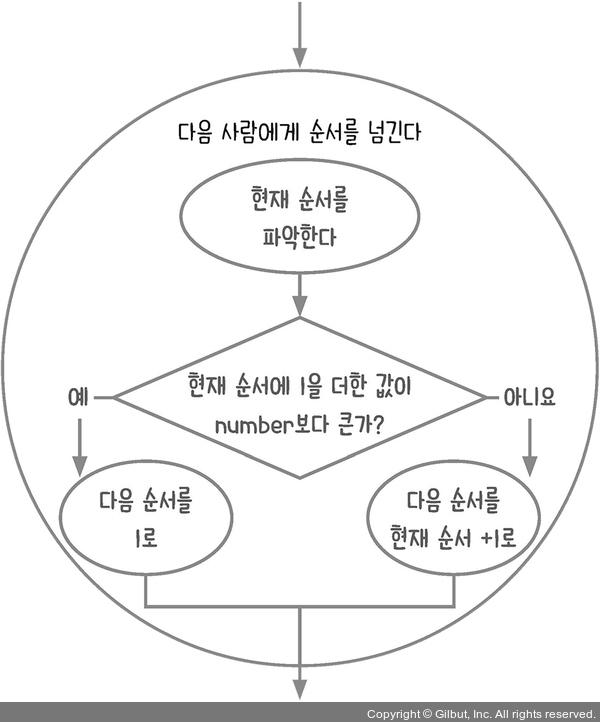 다음 사람에게 순서를 넘긴다
현재 순서를
파악한다
현재 순서에 1을 더한 값이
number보다 큰가?
예
아니요
다음 순서를
1로
다음 순서를
현재 순서 +1로
Copyright © Gilbut, Inc. All rights reserved.